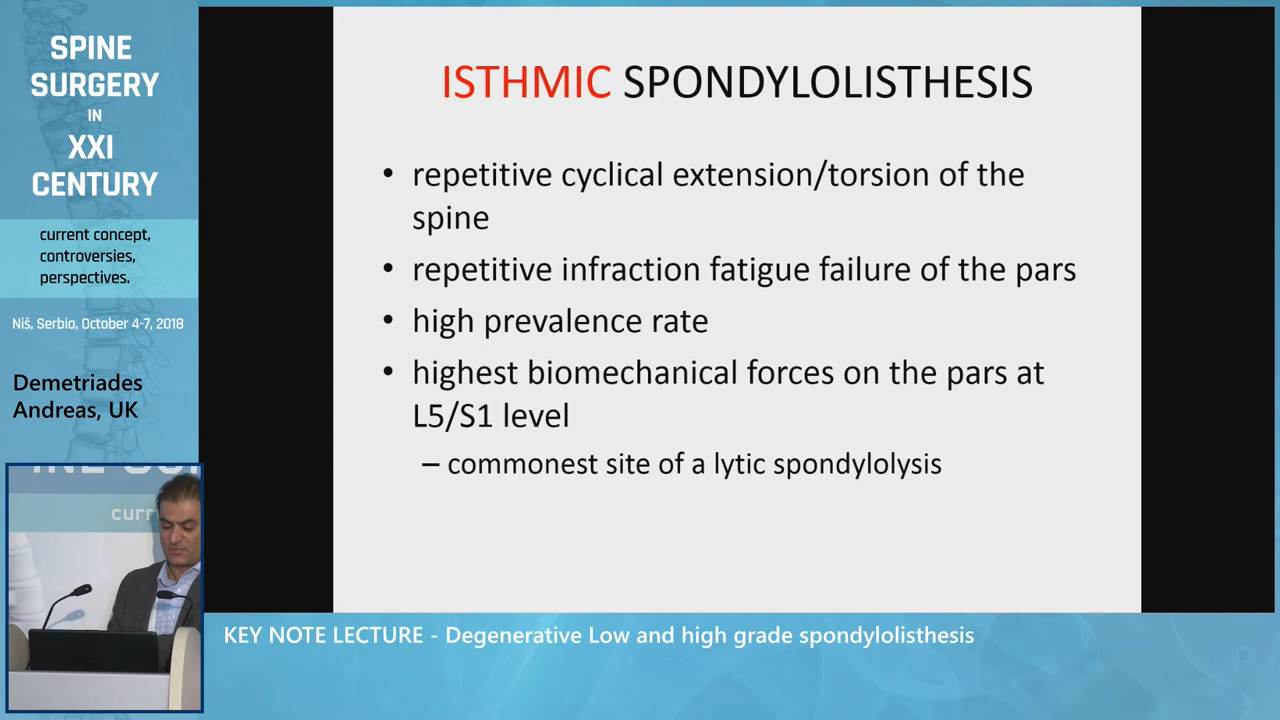 SPINE
SURGERY
IN
XXI
CENTURY
current concept,
controversies,
perspectives.
Niš, Serbia, October 4-7, 2018
Demetriades
Andreas, UK
curr
ISTHMIC SPONDYLOLISTHESIS
• repetitive cyclical extension/torsion of the
spine
• repetitive infraction fatigue failure of the pars
• high prevalence rate
• highest biomechanical forces on the pars at
L5/S1 level
– commonest site of a lytic spondylolysis
KEY NOTE LECTURE - Degenerative Low and high grade spondylolisthesis